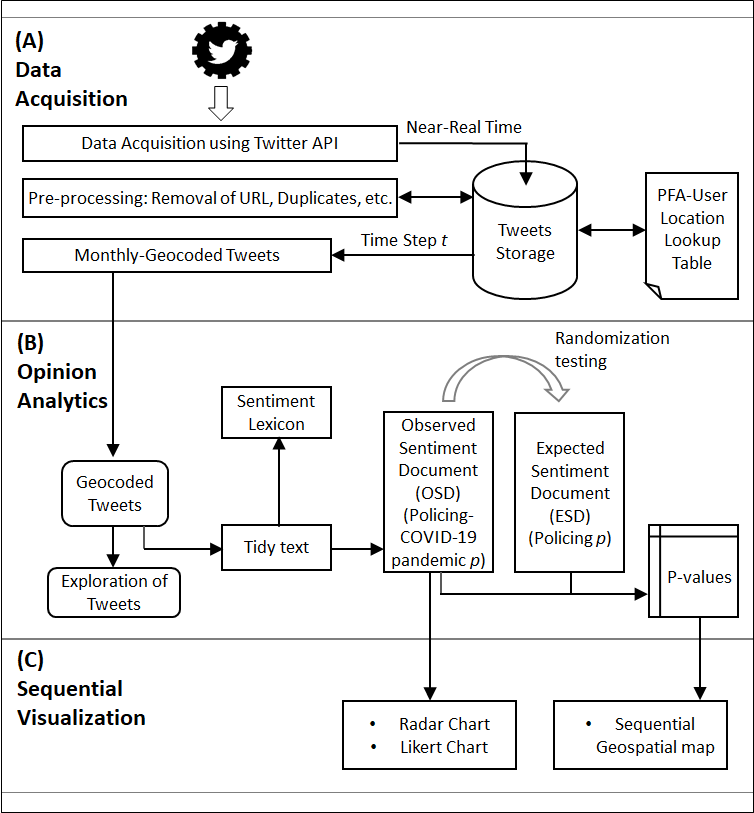 (A)
Data
Acquisition
Data Acquisition using Twitter API
Near-Real Time
Pre-processing: Removal of URL, Duplicates, etc.
Tweets
Storage
PFA-User
Location
Lookup
Table
Monthly-Geocoded Tweets
Time Step t
(B)
Opinion
Analytics
Randomization
testing
Sentiment
Lexicon
Observed
Sentiment
Document
(OSD)
(Policing-
COVID-19
pandemic p)
Expected
Sentiment
Document
(ESD)
(Policing p)
Geocoded
Tweets
Tidy text
Exploration of
Tweets
P-values
(C)
Sequential
Visualization
• Radar Chart
• Likert Chart
• Sequential
Geospatial map